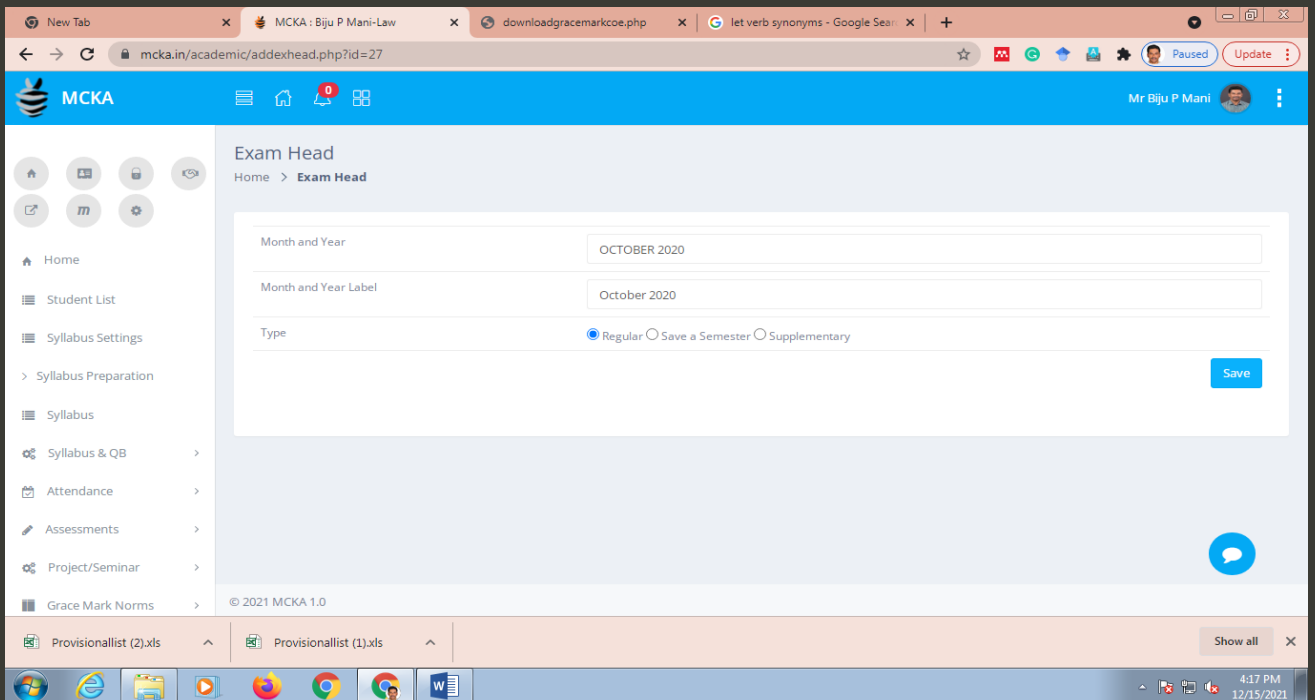 New Tab
MCKA : Biju P Mani-Law
downloadgracemarkcoe.php
let verb synonyms - Google Sear
mcka.in/academic/addexhead.php?id=27
Paused
Update
MCKA
0
Mr Biju P Mani
Exam Head
Home > Exam Head
m
Month and Year
OCTOBER 2020
Home
Month and Year Label
October 2020
Student List
Type
Regular Save a Semester Supplementary
Syllabus Settings
Save
> Syllabus Preparation
Syllabus
Syllabus & QB >
Attendance >
Assessments >
Project/Seminar >
Grace Mark Norms >
© 2021 MCKA 1.0
Provisionallist (2).xls
Provisionallist (1).xls
Show all
4:17 PM
12/15/2021